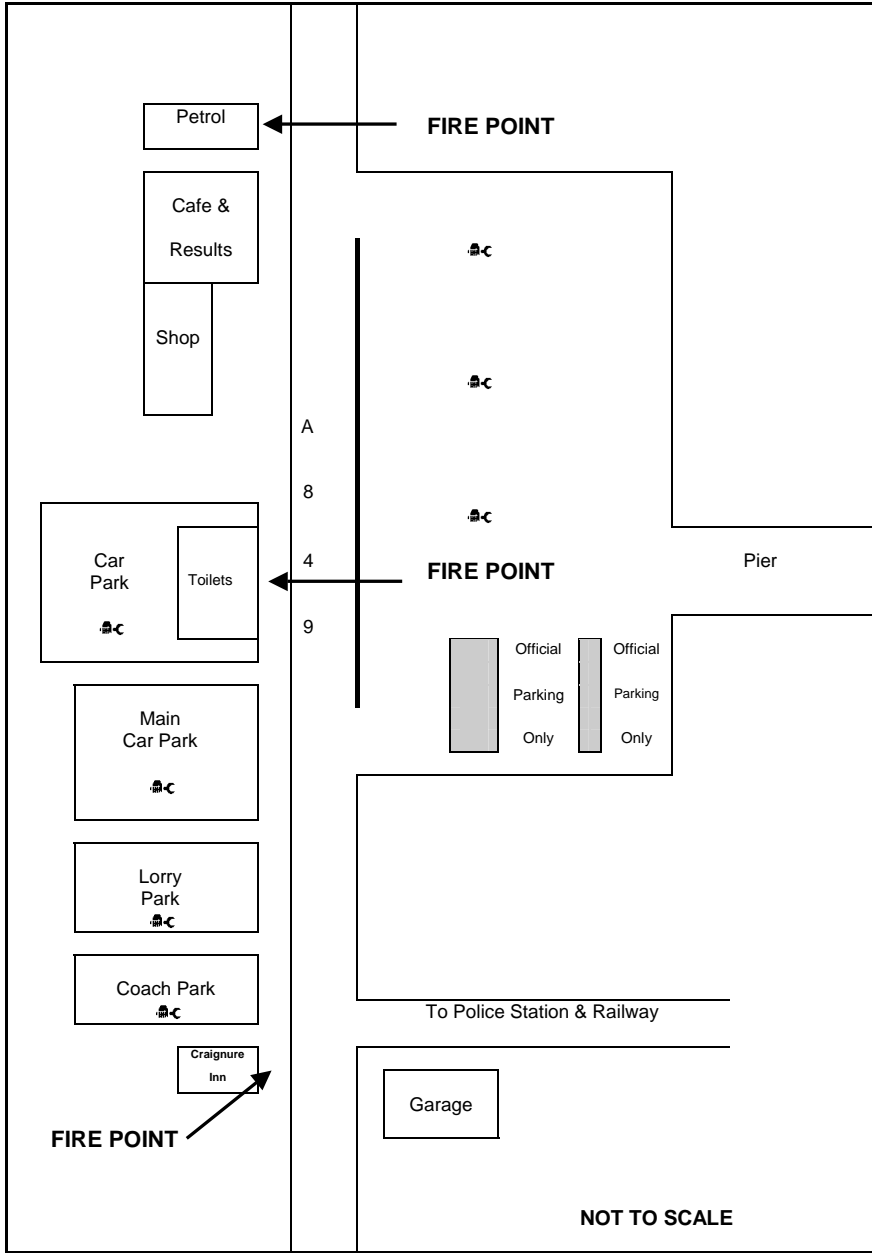 Petrol
FIRE POINT
Cafe &
Results
Shop
A
8
4
9
Car
Park
Toilets
FIRE POINT
Pier
Official
Parking
Only
Official
Parking
Only
Main
Car Park
Lorry
Park
Coach Park
To Police Station & Railway
Craignure
Inn
Garage
FIRE POINT
NOT TO SCALE